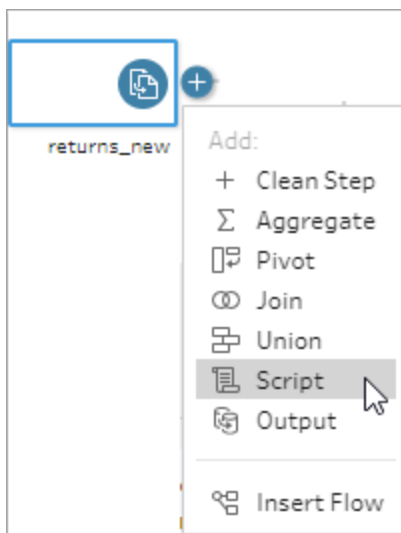 returns_new
Add:
Clean Step
Aggregate
Pivot
Join
Union
Script
Output
Insert Flow